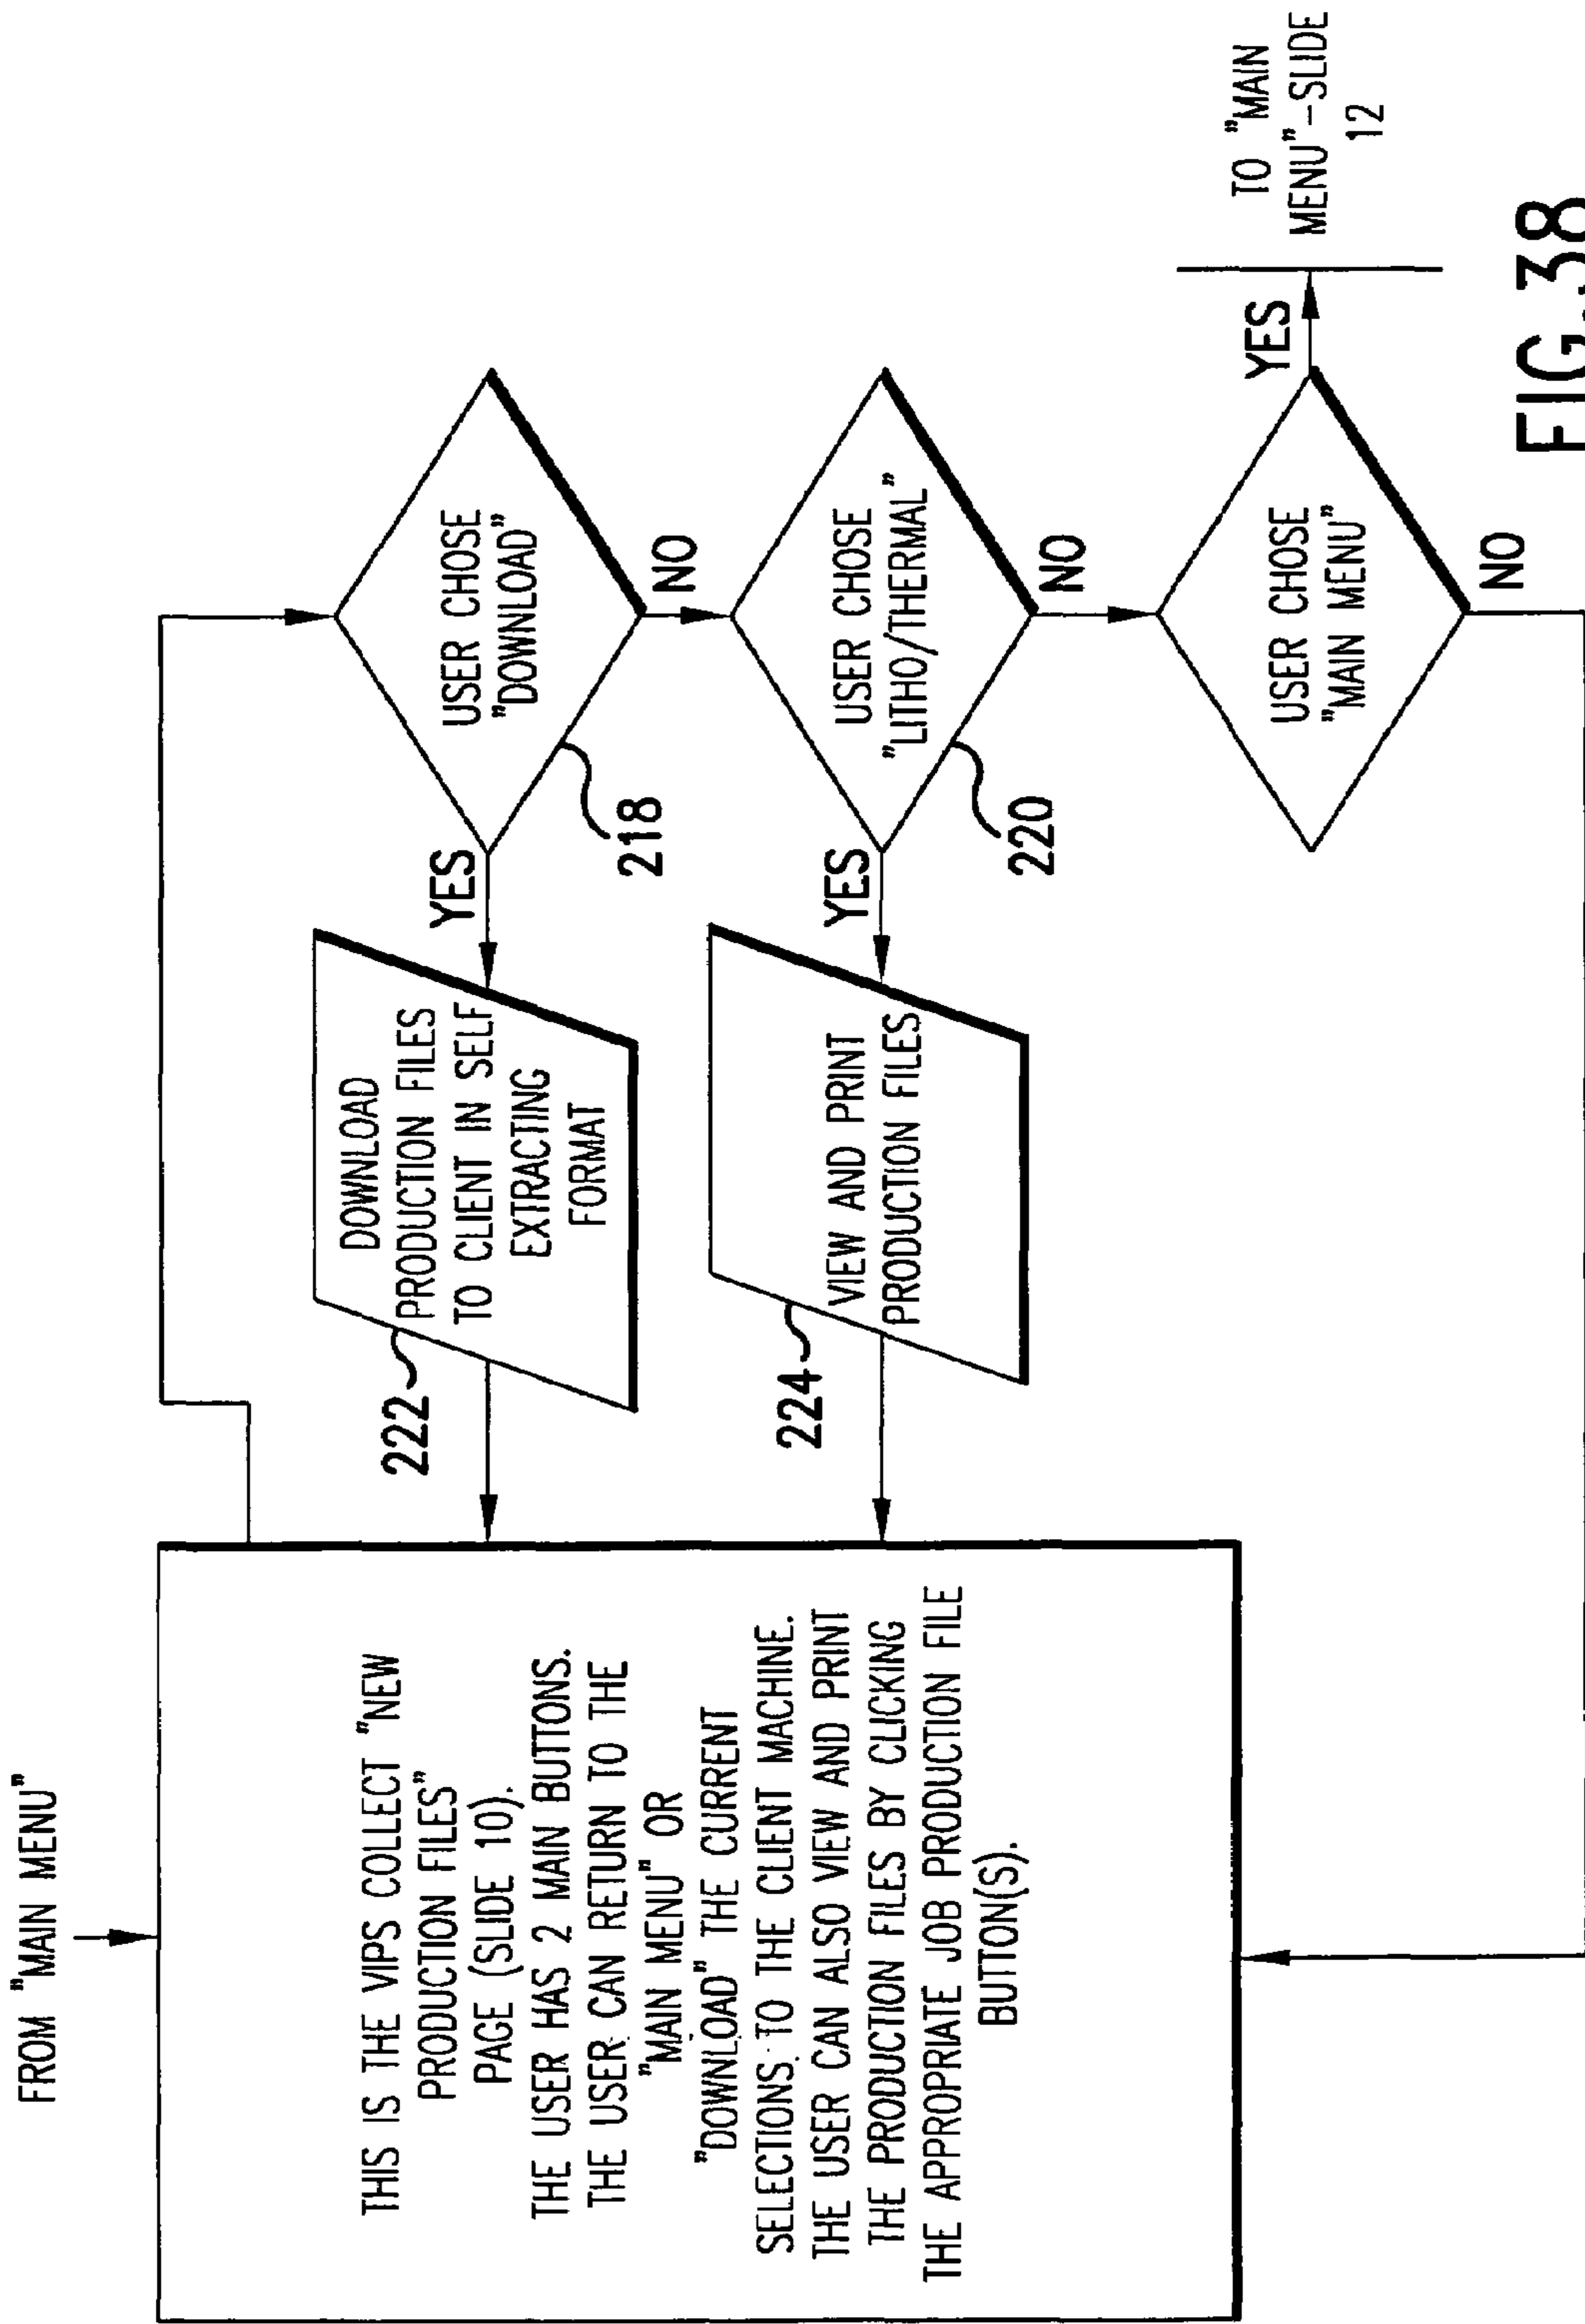 FROM "MAIN MENU"
THIS IS THE VIPS COLLECT "NEW
PRODUCTION FILES"
PAGE (SLIDE 10).
THE USER HAS 2 MAIN BUTTONS.
THE USER CAN RETURN TO THE
"MAIN MENU" OR
"DOWNLOAD" THE CURRENT
SELECTIONS TO THE CLIENT MACHINE.
THE USER CAN ALSO VIEW AND PRINT
THE PRODUCTION FILES BY CLICKING
THE APPROPRIATE JOB PRODUCTION FILE
BUTTON(S).
222
DOWNLOAD
PRODUCTION FILES
TO CLIENT IN SELF
EXTRACTING
FORMAT
YES
USER CHOSE
"DOWNLOAD"
218
NO
224
VIEW AND PRINT
PRODUCTION FILES
YES
USER CHOSE
"LITHO/THERMAL"
220
NO
USER CHOSE
"MAIN MENU"
YES
NO
TO "MAIN
MENU"-SLIDE
12
FIG.38